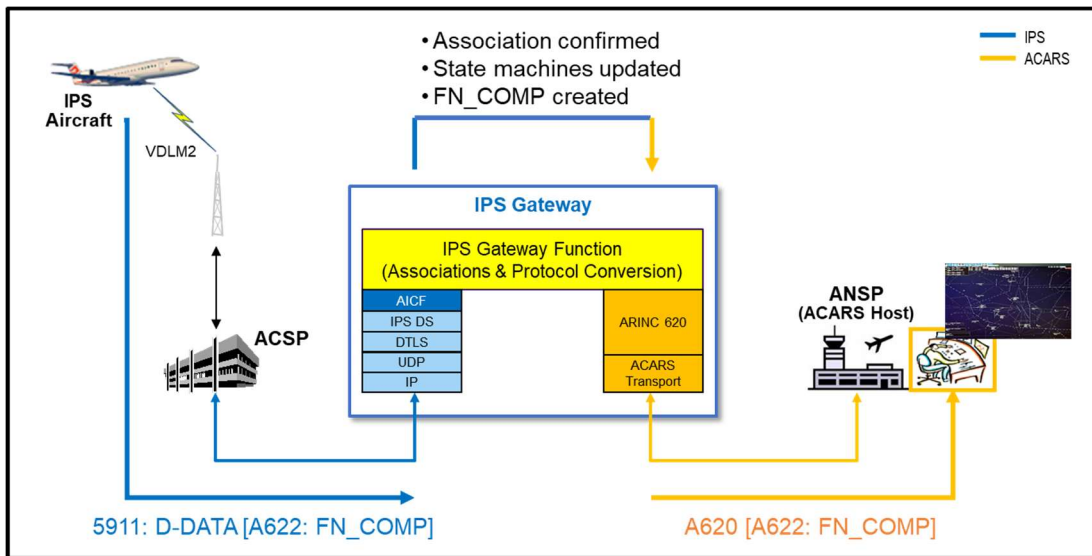 • Association confirmed
• State machines updated
• FN_COMP created
IPS
ACARS
IPS
Aircraft
VDLM2
ACSP
IPS Gateway
IPS Gateway Function
(Associations & Protocol Conversion)
AICF
IPS DS
DTLS
UDP
IP
ARINC 620
ACARS
Transport
ANSP
(ACARS Host)
5911: D-DATA [A622: FN_COMP]
A620 [A622: FN_COMP]